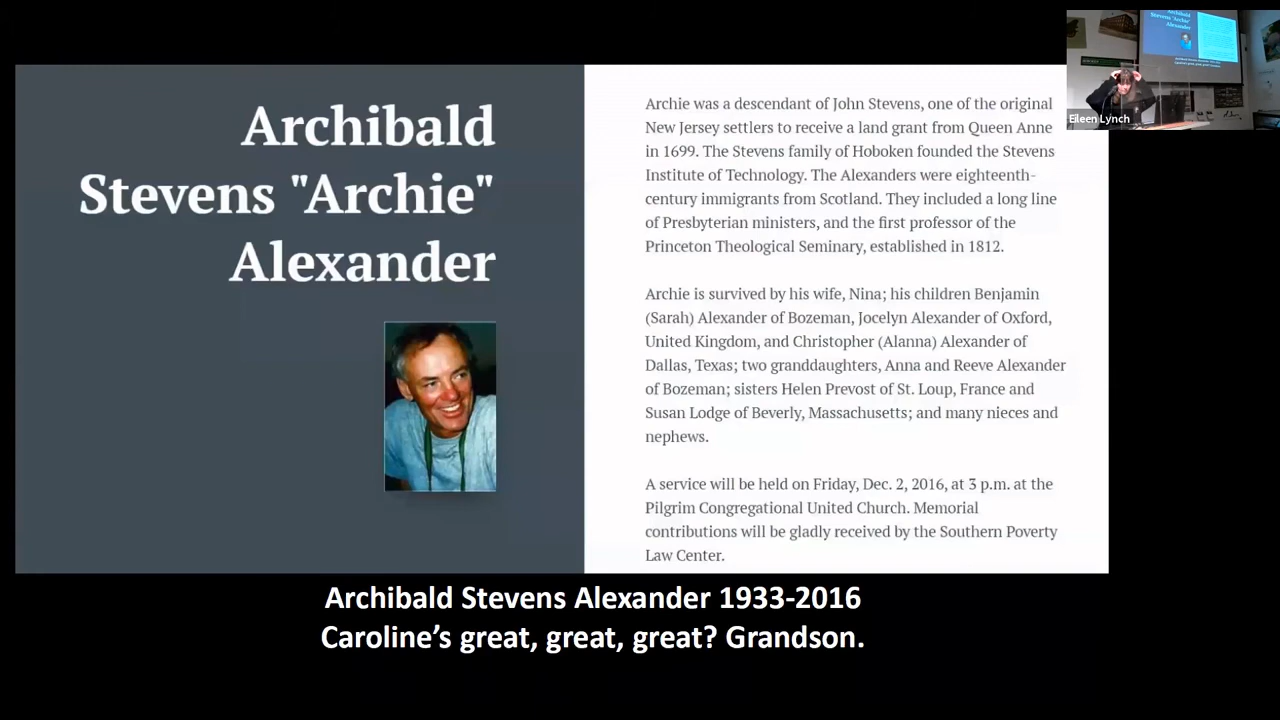 Archibald
Stevens "Archie"
Alexander
Archie was a descendant of John Stevens, one of the original
New Jersey settlers to receive a land grant from Queen Anne
in 1699. The Stevens family of Hoboken founded the Stevens
Institute of Technology. The Alexanders were eighteenth-
century immigrants from Scotland. They included a long line
of Presbyterian ministers, and the first professor of the
Princeton Theological Seminary, established in 1812.
Archie is survived by his wife, Nina; his children Benjamin
(Sarah) Alexander of Bozeman, Jocelyn Alexander of Oxford,
United Kingdom, and Christopher (Alanna) Alexander of
Dallas, Texas; two granddaughters, Anna and Reeve Alexander
of Bozeman; sisters Helen Prevost of St. Loup, France and
Susan Lodge of Beverly, Massachusetts; and many nieces and
nephews.
A service will be held on Friday, Dec. 2, 2016, at 3 p.m. at the
Pilgrim Congregational United Church. Memorial
contributions will be gladly received by the Southern Poverty
Law Center.
Archibald Stevens Alexander 1933-2016
Caroline's great, great, great? Grandson.
Archibald
Stevens "Archie"
Alexander
Eileen Lynch